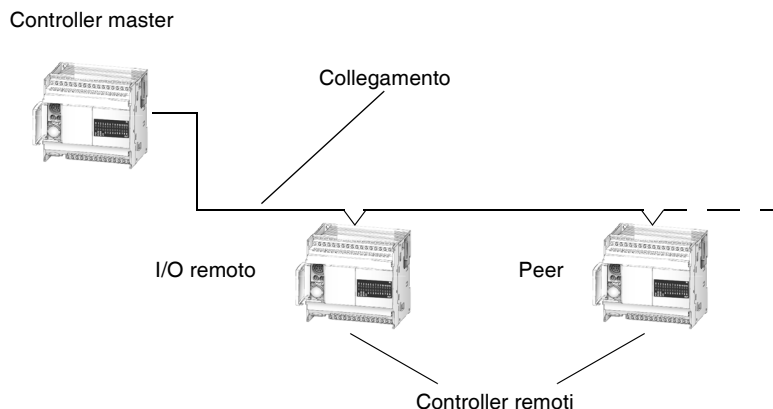 Controller master
Collegamento
I/O remoto
Peer
Controller remoti